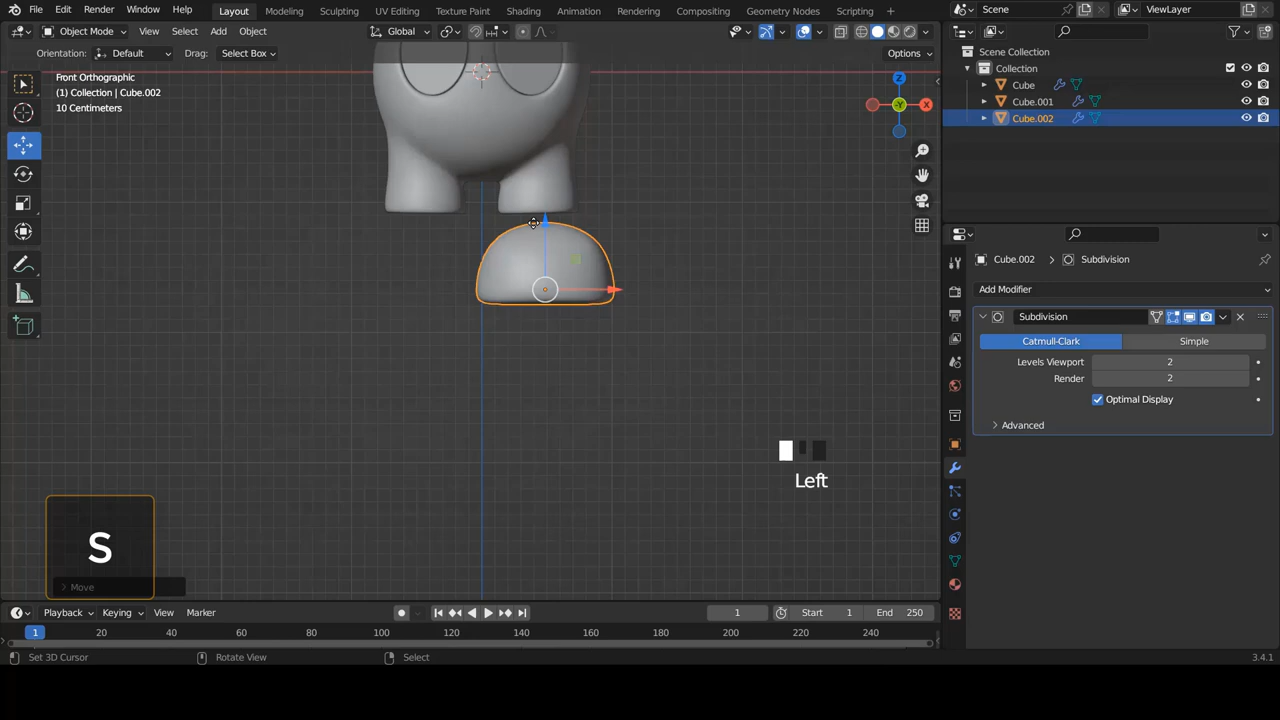 File Edit Render Window Help Layout Modeling Sculpting UV Editing Texture Paint Shading Animation Rendering Compositing Geometry Nodes Scripting Scene ViewLayer
Object Mode View Select Add Object Global
Orientation: Default Drag: Select Box Options
Scene Collection
Collection
Cube
Cube.001
Cube.002
Front Orthographic
(1) Collection | Cube.002
10 Centimeters
Z
X
-Y
Cube.002 > Subdivision
Add Modifier
Subdivision
Catmull-Clark Simple
Levels Viewport 2
Render 2
Optimal Display
Advanced
Left
S
Move
Playback Keying View Marker 1 Start 1 End 250
1 20 40 60 80 100 120 140 160 180 200 220 240
Set 3D Cursor Rotate View Select 3.4.1